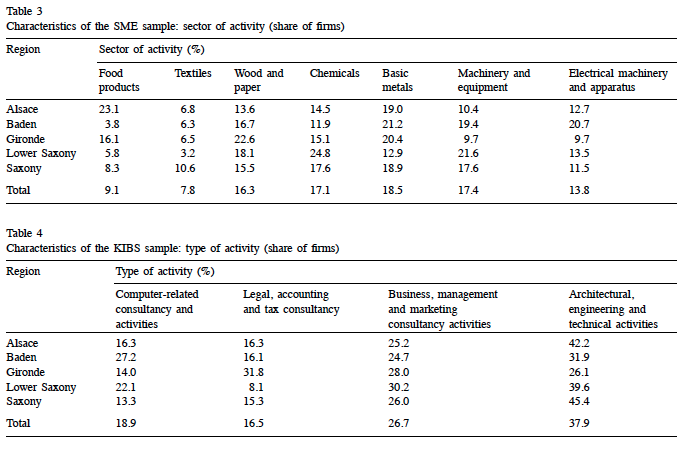 Table 3
Characteristics of the SME sample: sector of activity (share of firms)
Region Sector of activity (%)
Food products Textiles Wood and paper Chemicals Basic metals Machinery and equipment Electrical machinery and apparatus
Alsace 23.1 6.8 13.6 14.5 19.0 10.4 12.7
Baden 3.8 6.3 16.7 11.9 21.2 19.4 20.7
Gironde 16.1 6.5 22.6 15.1 20.4 9.7 9.7
Lower Saxony 5.8 3.2 18.1 24.8 12.9 21.6 13.5
Saxony 8.3 10.6 15.5 17.6 18.9 17.6 11.5
Total 9.1 7.8 16.3 17.1 18.5 17.4 13.8
Table 4
Characteristics of the KIBS sample: type of activity (share of firms)
Region Type of activity (%)
Computer-related consultancy and activities Legal, accounting and tax consultancy Business, management and marketing consultancy activities Architectural, engineering and technical activities
Alsace 16.3 16.3 25.2 42.2
Baden 27.2 16.1 24.7 31.9
Gironde 14.0 31.8 28.0 26.1
Lower Saxony 22.1 8.1 30.2 39.6
Saxony 13.3 15.3 26.0 45.4
Total 18.9 16.5 26.7 37.9